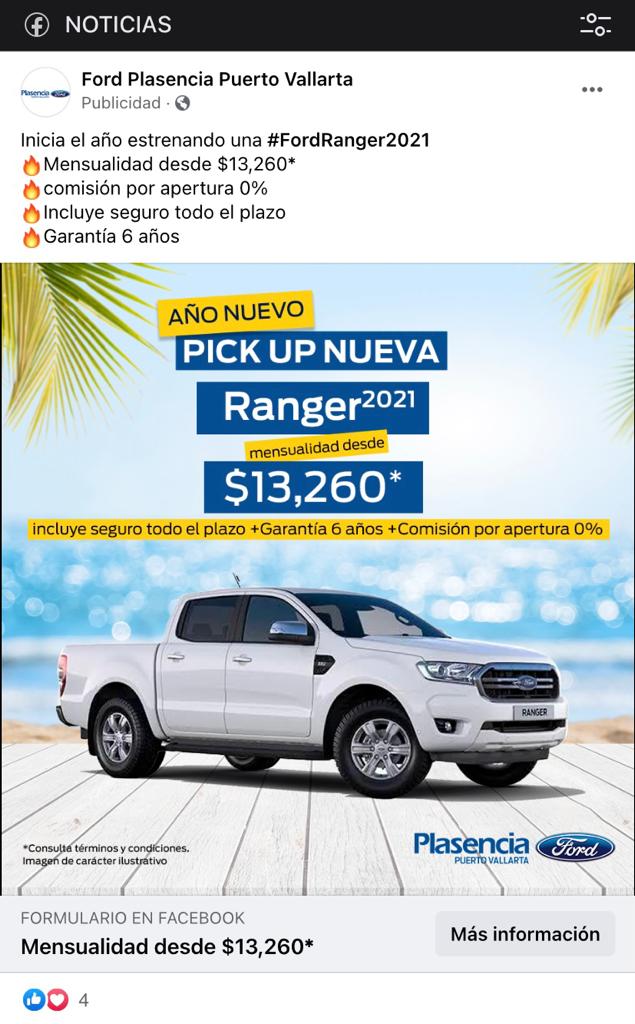 NOTICIAS
Ford Plasencia Puerto Vallarta
Publicidad ·
Inicia el año estrenando una #FordRanger2021
🔥Mensualidad desde $13,260*
🔥comisión por apertura 0%
🔥Incluye seguro todo el plazo
🔥Garantía 6 años
AÑO NUEVO
PICK UP NUEVA
Ranger2021
mensualidad desde
$13,260*
incluye seguro todo el plazo +Garantía 6 años +Comisión por apertura 0%
Ford
RANGER
*Consulta términos y condiciones.
Imagen de carácter ilustrativo
Plasencia Ford
PUERTO VALLARTA
FORMULARIO EN FACEBOOK
Mensualidad desde $13,260*
Más información
4